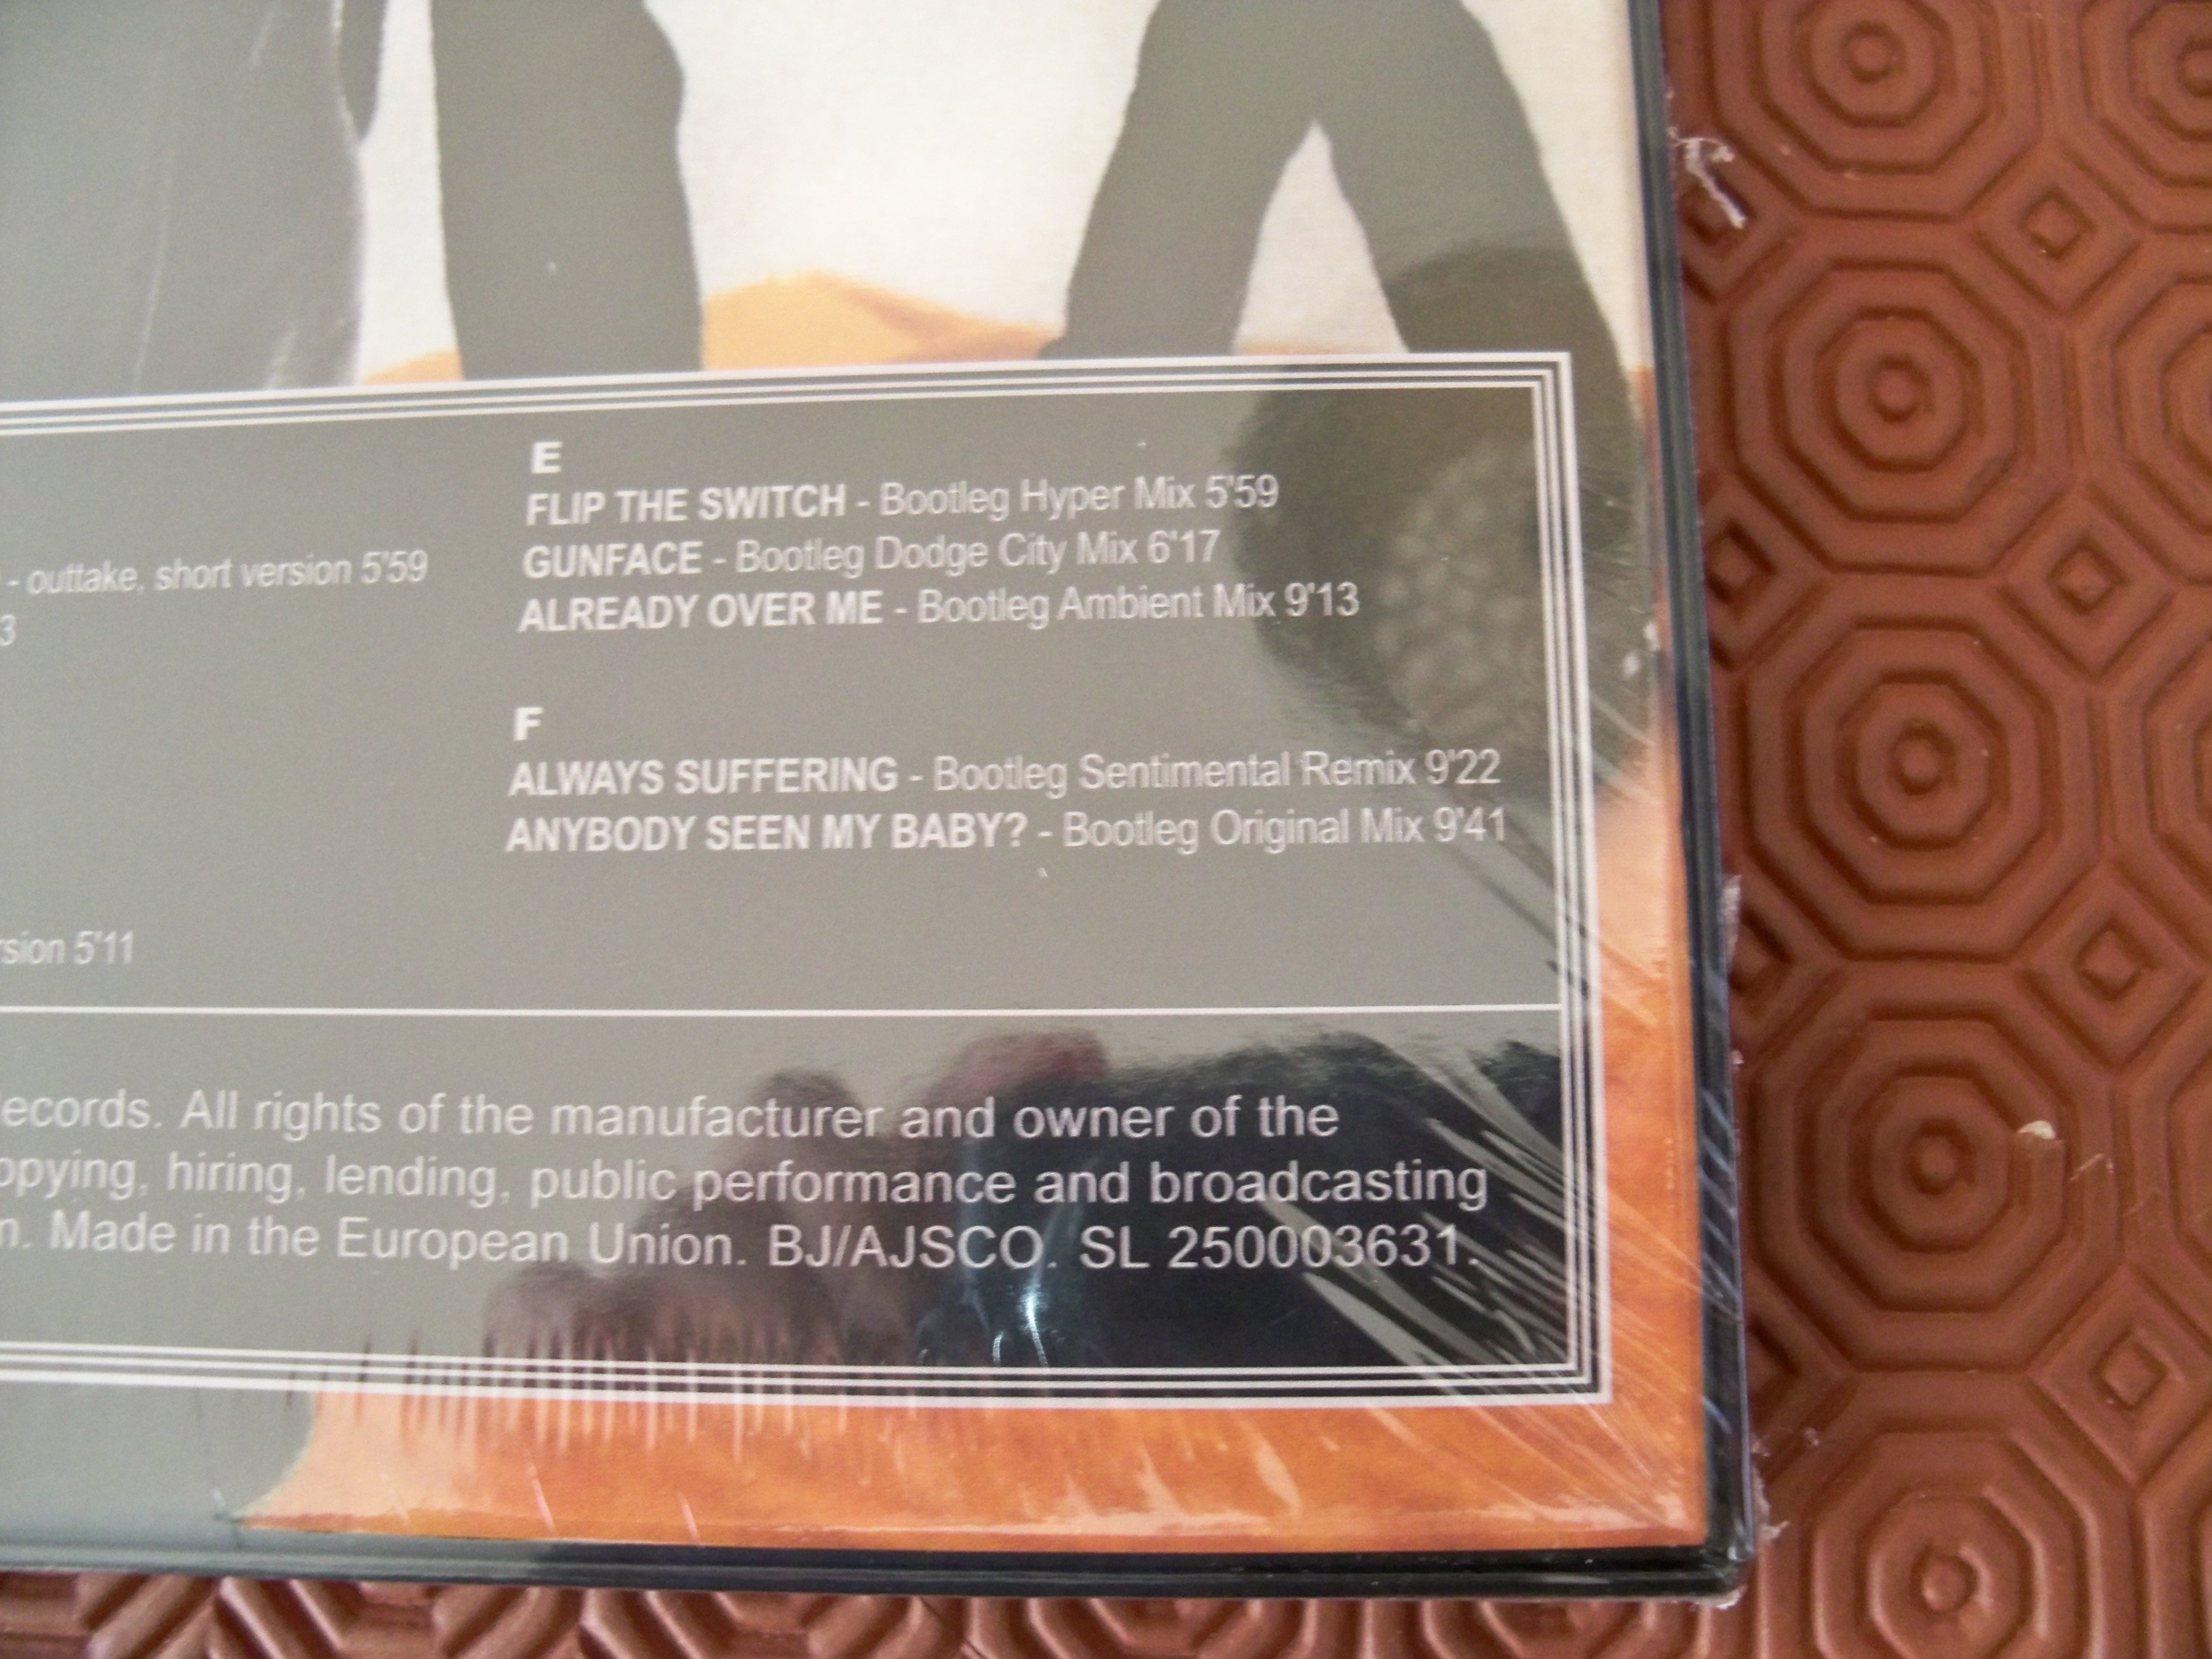 - outtake, short version 5'59
3
5'11
E
FLIP THE SWITCH - Bootleg Hyper Mix 5'59
GUNFACE - Bootleg Dodge City Mix 6'17
ALREADY OVER ME - Bootleg Ambient Mix 9'13
F
ALWAYS SUFFERING - Bootleg Sentimental Remix 9'22
ANYBODY SEEN MY BABY? - Bootleg Original Mix 9'41
ecords. All rights of the manufacturer and owner of the
opying, hiring, lending, public performance and broadcasting
n. Made in the European Union. BJ/AJSCO. SL 250003631.